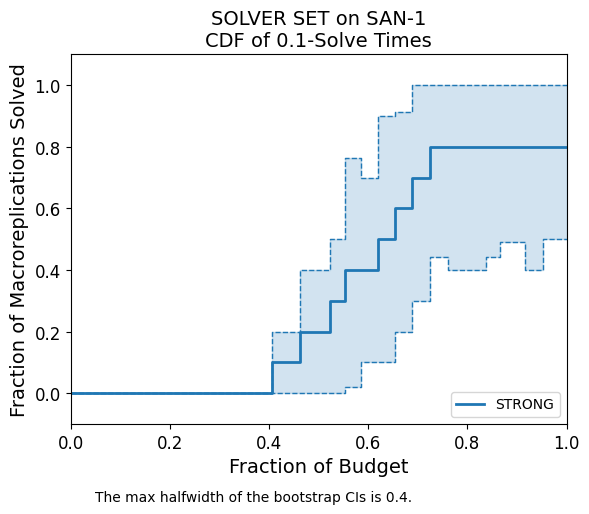 SOLVER SET on SAN-1
CDF of 0.1-Solve Times
Fraction of Macroreplications Solved
1.0
0.8
0.6
0.4
0.2
0.0
STRONG
0.0 0.2 0.4 0.6 0.8 1.0
Fraction of Budget
The max halfwidth of the bootstrap CIs is 0.4.